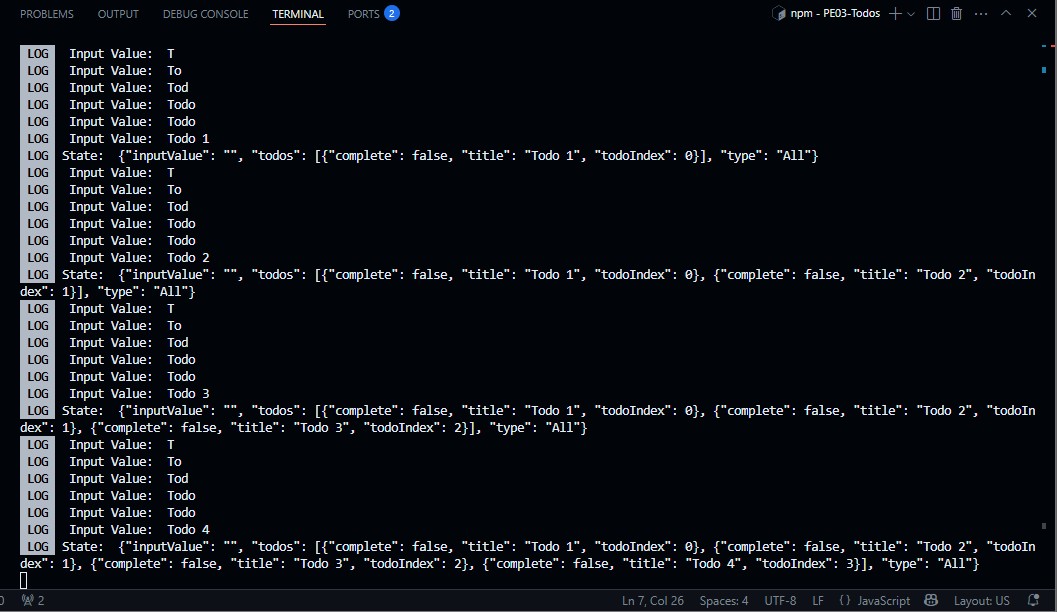 PROBLEMS OUTPUT DEBUG CONSOLE TERMINAL PORTS 2 npm - PE03-Todos
LOG Input Value: T
LOG Input Value: To
LOG Input Value: Tod
LOG Input Value: Todo
LOG Input Value: Todo
LOG Input Value: Todo 1
LOG State: {"inputValue": "", "todos": [{"complete": false, "title": "Todo 1", "todoIndex": 0}], "type": "All"}
LOG Input Value: T
LOG Input Value: To
LOG Input Value: Tod
LOG Input Value: Todo
LOG Input Value: Todo
LOG Input Value: Todo 2
LOG State: {"inputValue": "", "todos": [{"complete": false, "title": "Todo 1", "todoIndex": 0}, {"complete": false, "title": "Todo 2", "todoIn
dex": 1}], "type": "All"}
LOG Input Value: T
LOG Input Value: To
LOG Input Value: Tod
LOG Input Value: Todo
LOG Input Value: Todo
LOG Input Value: Todo 3
LOG State: {"inputValue": "", "todos": [{"complete": false, "title": "Todo 1", "todoIndex": 0}, {"complete": false, "title": "Todo 2", "todoIn
dex": 1}, {"complete": false, "title": "Todo 3", "todoIndex": 2}], "type": "All"}
LOG Input Value: T
LOG Input Value: To
LOG Input Value: Tod
LOG Input Value: Todo
LOG Input Value: Todo
LOG Input Value: Todo 4
LOG State: {"inputValue": "", "todos": [{"complete": false, "title": "Todo 1", "todoIndex": 0}, {"complete": false, "title": "Todo 2", "todoIn
dex": 1}, {"complete": false, "title": "Todo 3", "todoIndex": 2}, {"complete": false, "title": "Todo 4", "todoIndex": 3}], "type": "All"}
0 2 Ln 7, Col 26 Spaces: 4 UTF-8 LF {} JavaScript Layout: US